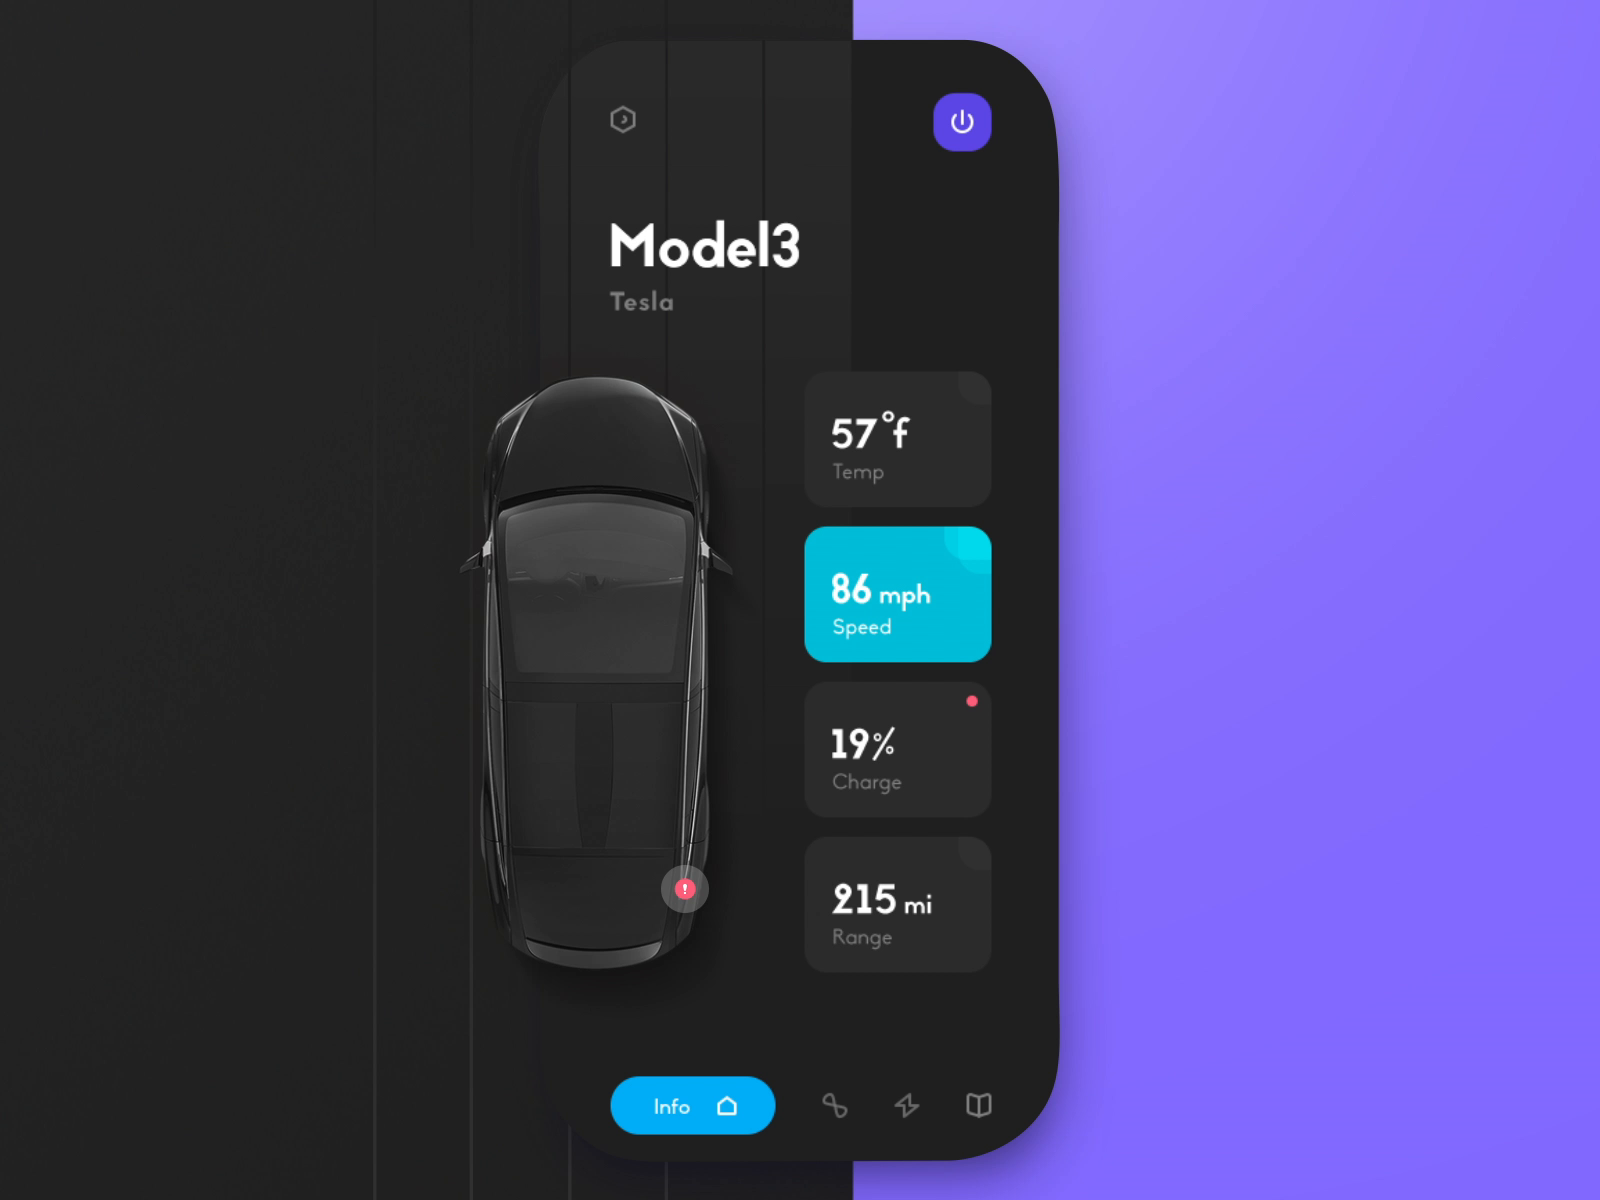 Model3
Tesla
57°f
Temp
86 mph
Speed
19%
Charge
215 mi
Range
Info